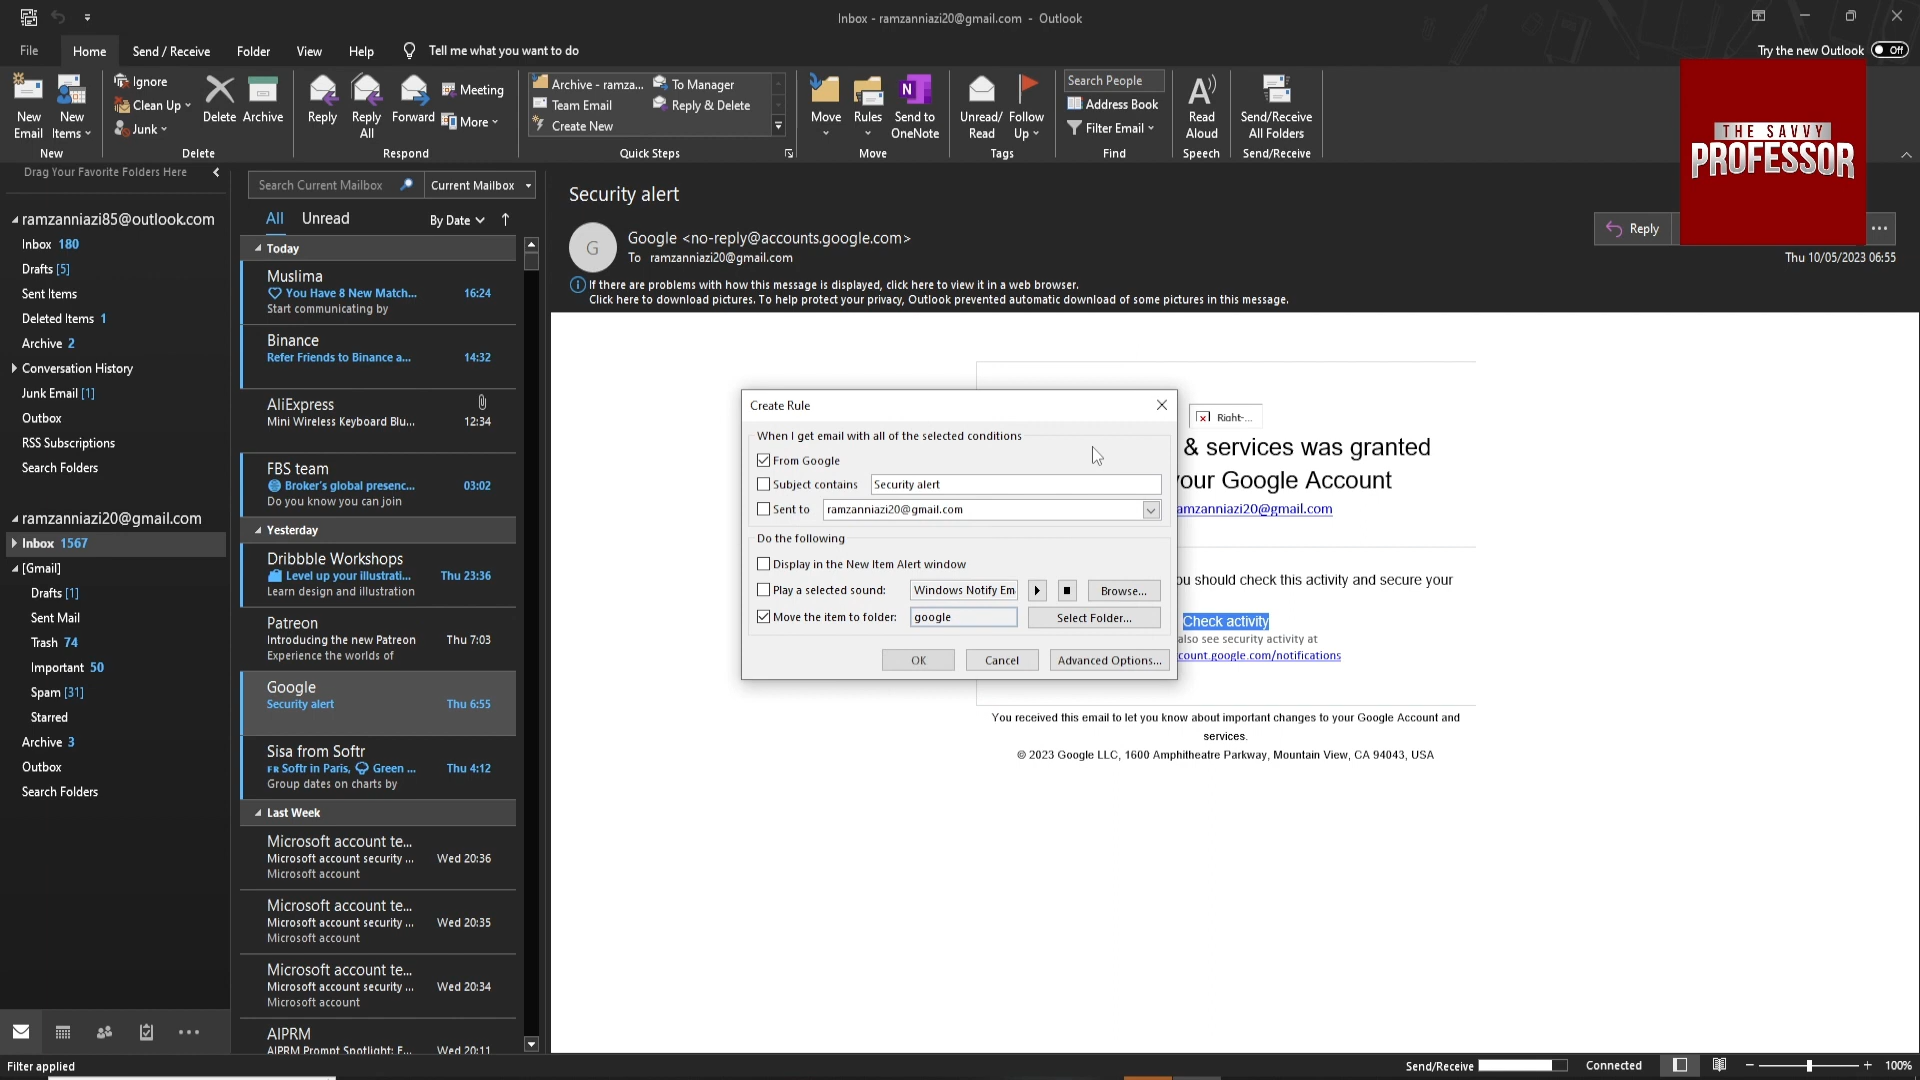 Inbox - ramzanniazi20@gmail.com - Outlook
File
Home
Send / Receive
Folder
View
Help
Tell me what you want to do
Try the new Outlook
Off
New Email
New Items
New
Ignore
Clean Up
Junk
Delete
Archive
Delete
Reply
Reply All
Forward
Meeting
More
Respond
Archive - ramza...
Team Email
Create New
To Manager
Reply & Delete
Quick Steps
Move
Rules
Send to OneNote
Move
Unread/ Read
Follow Up
Tags
Search People
Address Book
Filter Email
Find
Read Aloud
Speech
Send/Receive All Folders
Send/Receive
THE SAVVY
PROFESSOR
Drag Your Favorite Folders Here
ramzanniazi85@outlook.com
Inbox 180
Drafts [5]
Sent Items
Deleted Items 1
Archive 2
Conversation History
Junk Email [1]
Outbox
RSS Subscriptions
Search Folders
ramzanniazi20@gmail.com
Inbox 1567
[Gmail]
Drafts [1]
Sent Mail
Trash 74
Important 50
Spam [31]
Starred
Archive 3
Outbox
Search Folders
Search Current Mailbox
Current Mailbox
All
Unread
By Date
Today
Muslima
You Have 8 New Match... 16:24
Start communicating by
Binance
Refer Friends to Binance a... 14:32
AliExpress
Mini Wireless Keyboard Blu... 12:34
FBS team
Broker's global presenc... 03:02
Do you know you can join
Yesterday
Dribbble Workshops
Level up your illustrati... Thu 23:36
Learn design and illustration
Patreon
Introducing the new Patreon Thu 7:03
Experience the worlds of
Google
Security alert Thu 6:55
Sisa from Softr
FR Softr in Paris, Green ... Thu 4:12
Group dates on charts by
Last Week
Microsoft account te...
Microsoft account security ... Wed 20:36
Microsoft account
Microsoft account te...
Microsoft account security ... Wed 20:35
Microsoft account
Microsoft account te...
Microsoft account security ... Wed 20:34
Microsoft account
AIPRM
AIPRM Prompt Spotlight: F... Wed 20:11
Security alert
G
Google <no-reply@accounts.google.com>
To ramzanniazi20@gmail.com
Reply
Thu 10/05/2023 06:55
If there are problems with how this message is displayed, click here to view it in a web browser.
Click here to download pictures. To help protect your privacy, Outlook prevented automatic download of some pictures in this message.
Right-...
& services was granted
our Google Account
amzanniazi20@gmail.com
ou should check this activity and secure your
Check activity
also see security activity at
count.google.com/notifications
You received this email to let you know about important changes to your Google Account and
services.
© 2023 Google LLC, 1600 Amphitheatre Parkway, Mountain View, CA 94043, USA
Create Rule
When I get email with all of the selected conditions
From Google
Subject contains Security alert
Sent to ramzanniazi20@gmail.com
Do the following
Display in the New Item Alert window
Play a selected sound: Windows Notify Em Browse...
Move the item to folder: google Select Folder...
OK Cancel Advanced Options...
Filter applied
Send/Receive
Connected
100%